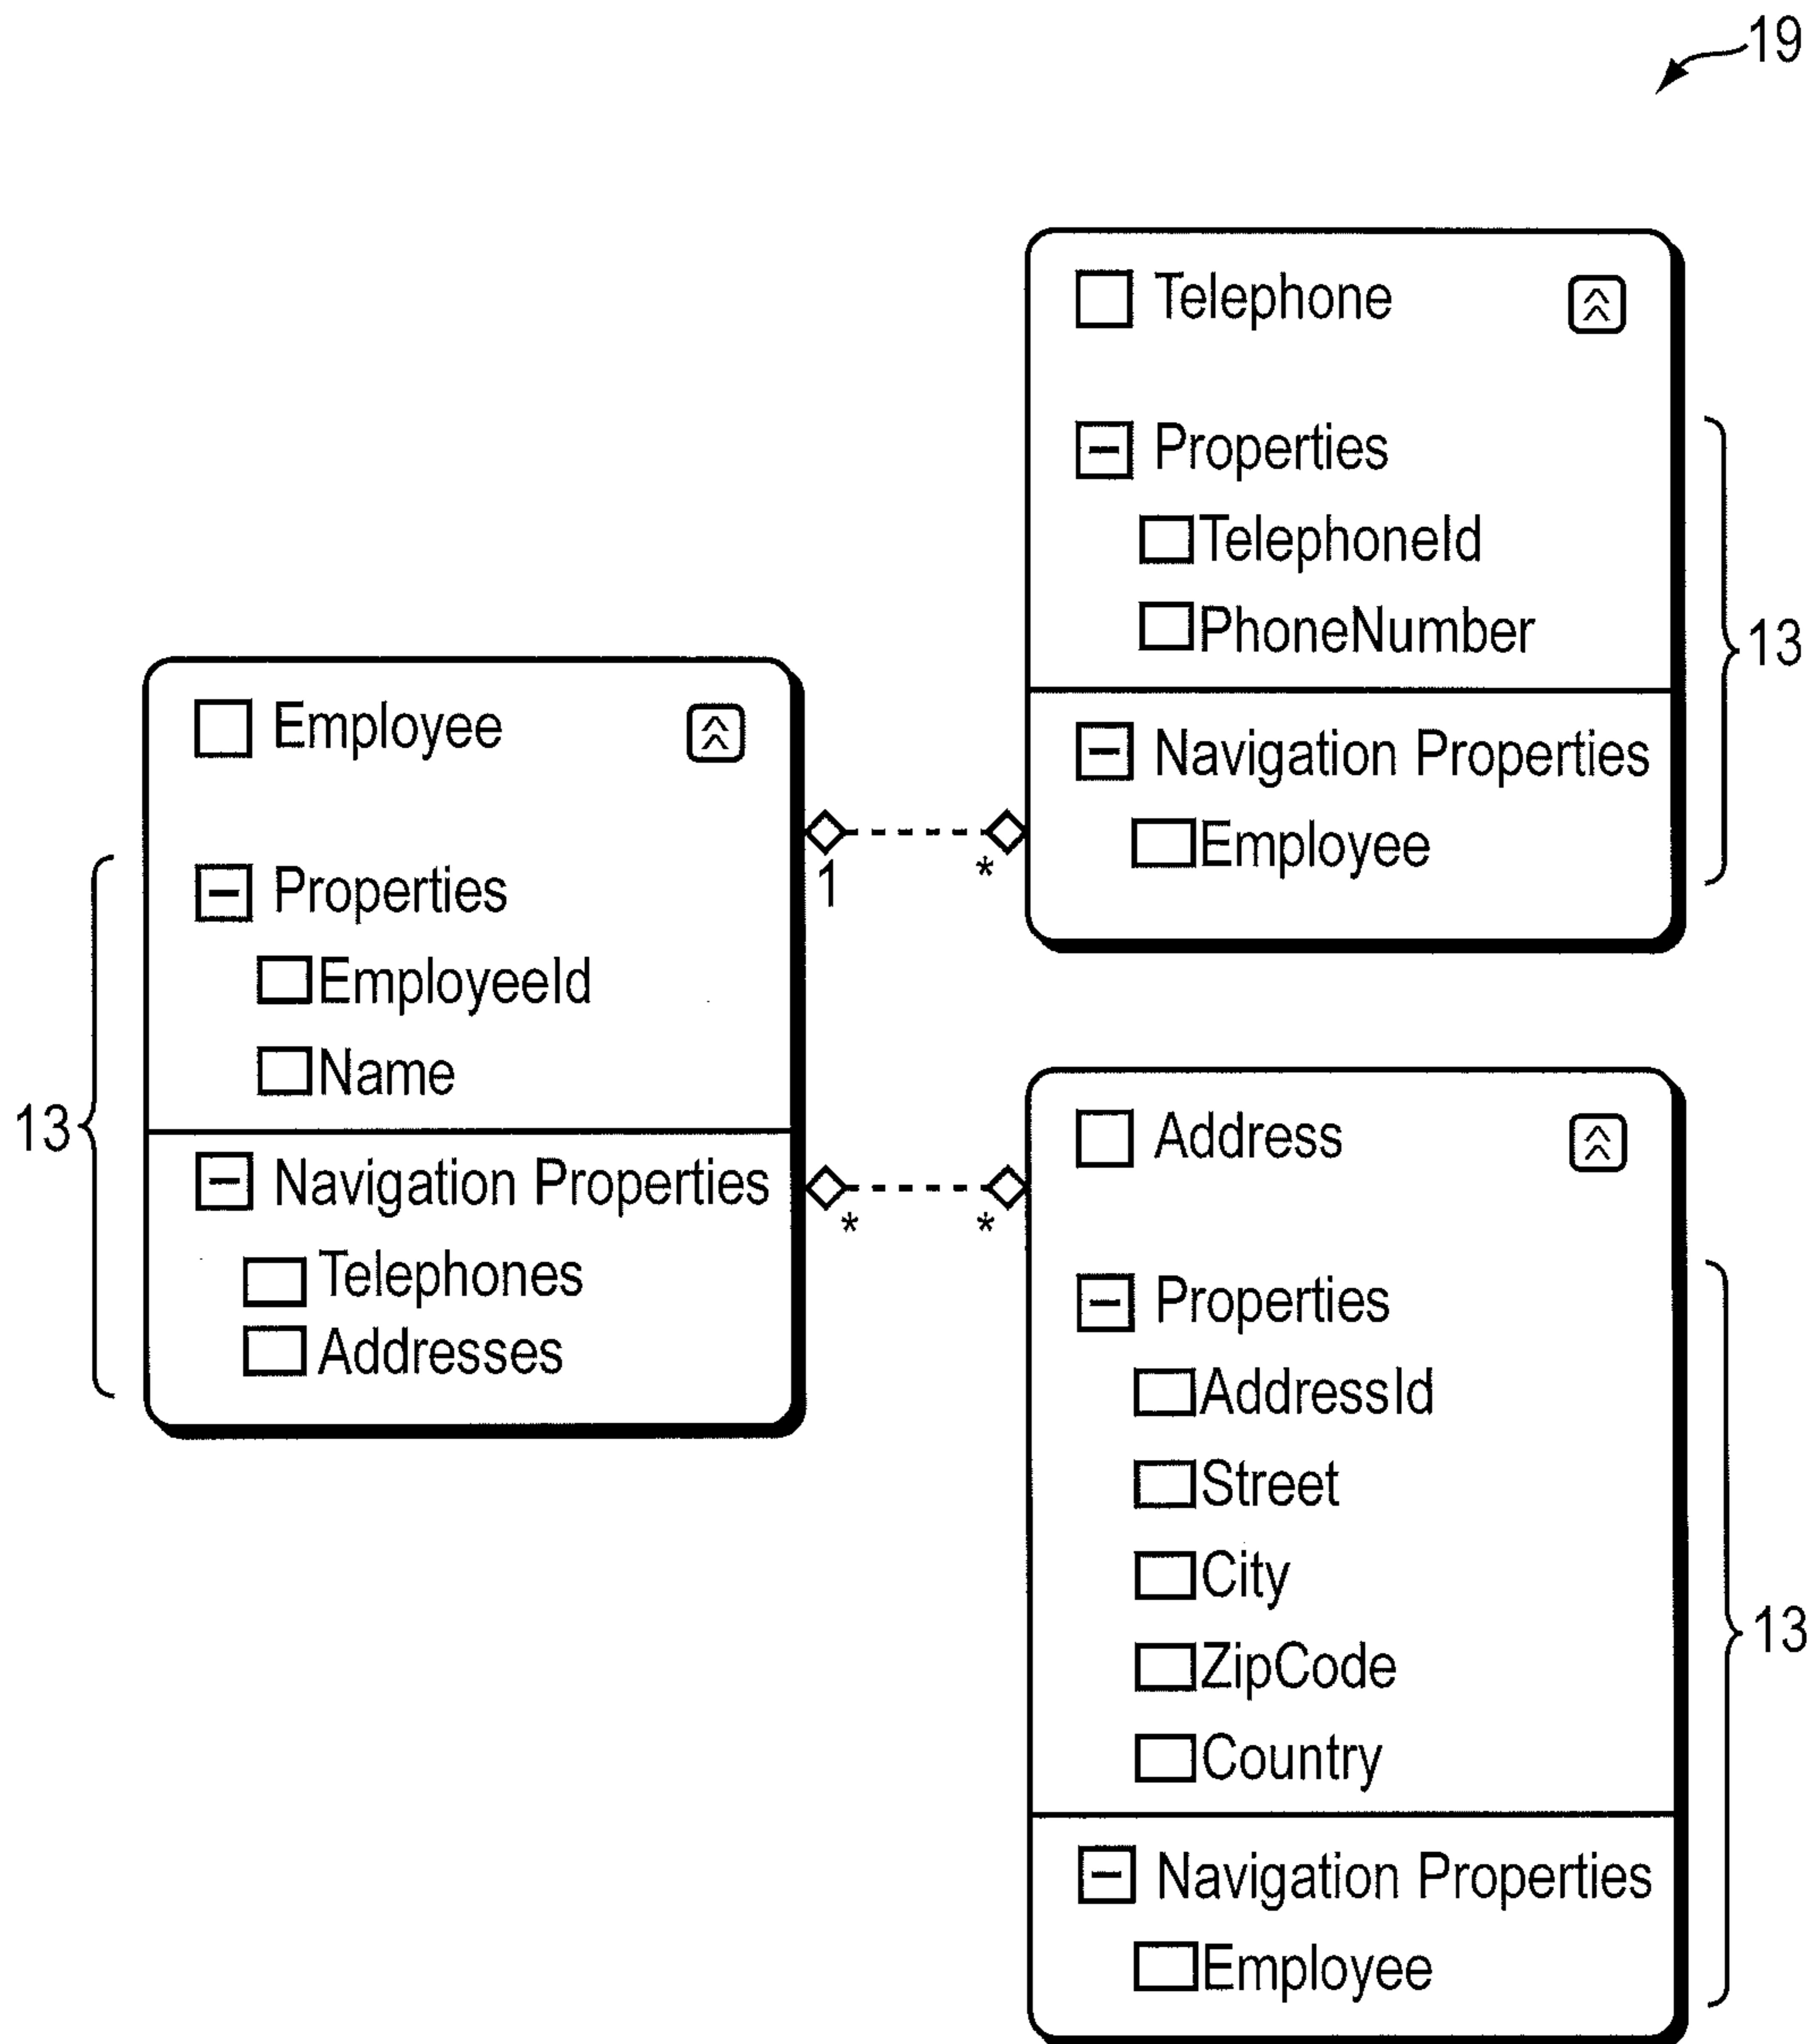 19
Telephone
Properties
TelephoneId
PhoneNumber
13
Navigation Properties
Employee
Employee
1
*
Properties
EmployeeId
Name
13
Navigation Properties
Telephones
Addresses
*
*
Address
Properties
AddressId
Street
City
ZipCode
Country
13
Navigation Properties
Employee